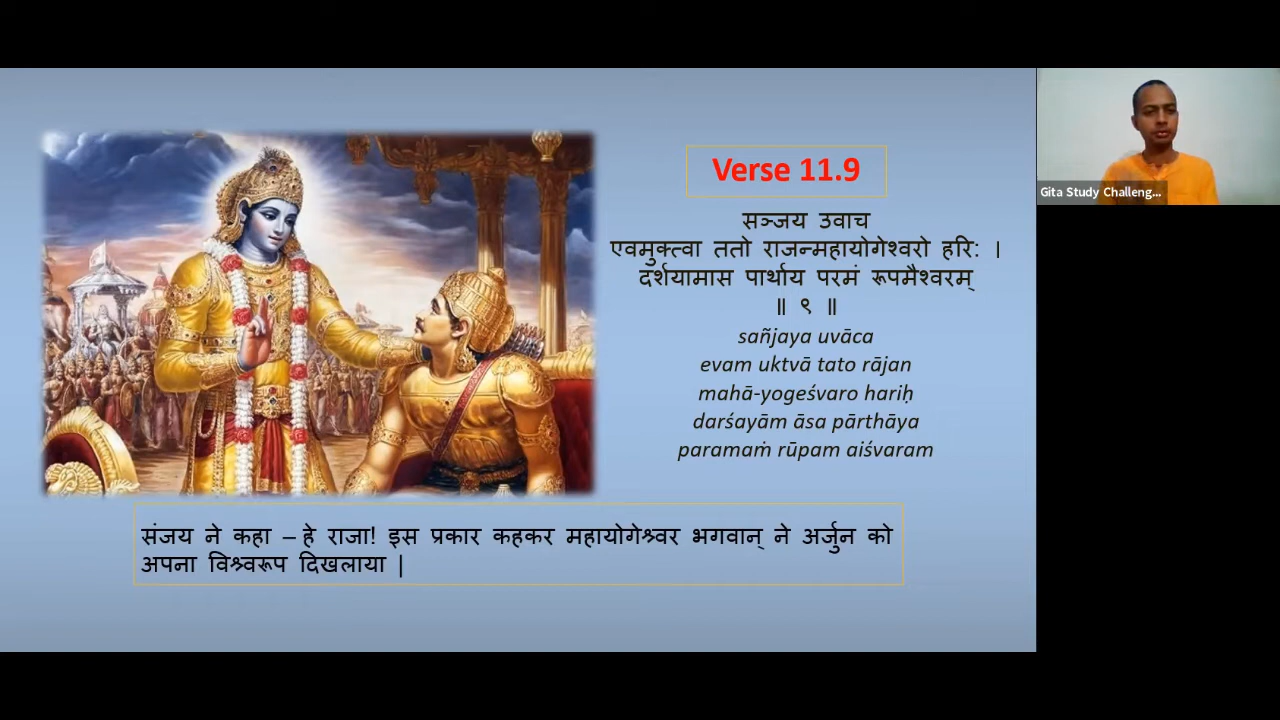 Verse 11.9
सञ्जय उवाच
एवमुक्त्वा ततो राजन्महायोगेश्वरो हरि: ।
दर्शयामास पार्थाय परमं रूपमैश्वरम्
॥ ९ ॥
sañjaya uvāca
evam uktvā tato rājan
mahā-yogeśvaro hariḥ
darśayām āsa pārthāya
paramaṁ rūpam aiśvaram
संजय ने कहा – हे राजा! इस प्रकार कहकर महायोगेश्र्वर भगवान् ने अर्जुन को
अपना विश्र्वरूप दिखलाया |
Gita Study Challeng...